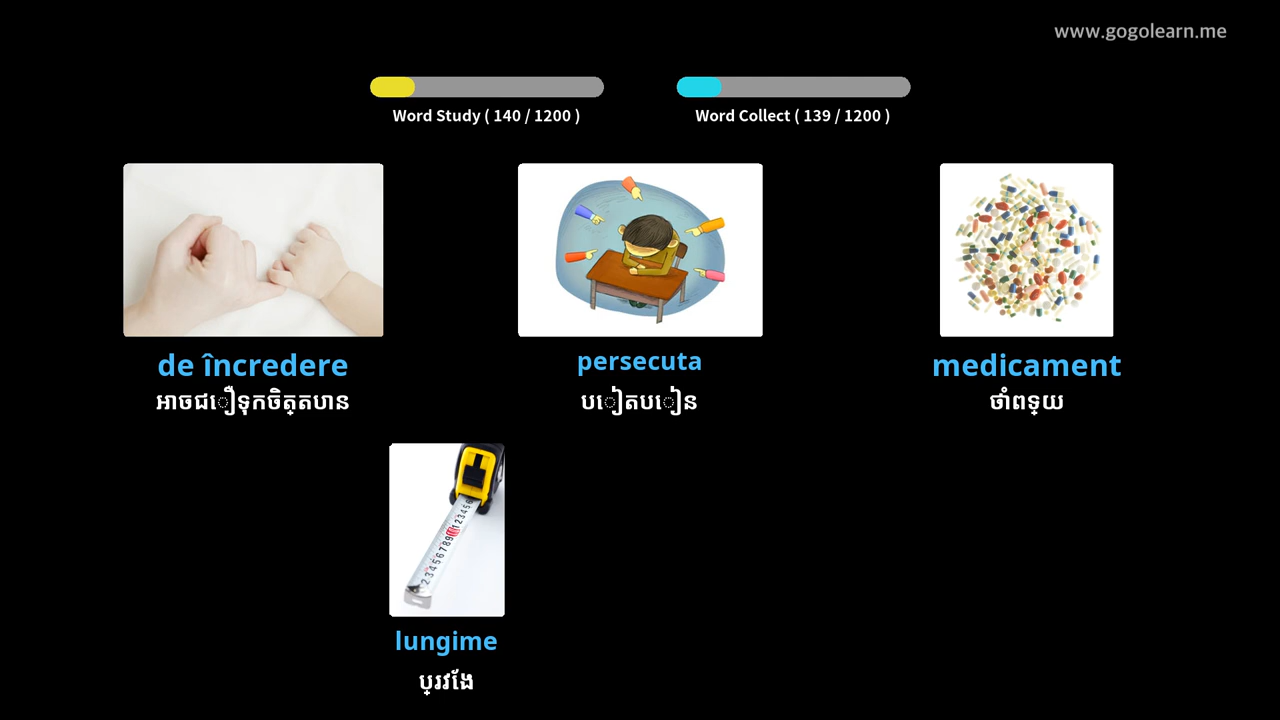 www.gogolearn.me
Word Study ( 140 / 1200 )
Word Collect ( 139 / 1200 )
de încredere
persecuta
medicament
អាចជឿទុកចិត្តបាន
បៀតបៀន
ថាំពទ្យ
lungime
ប្រវែង